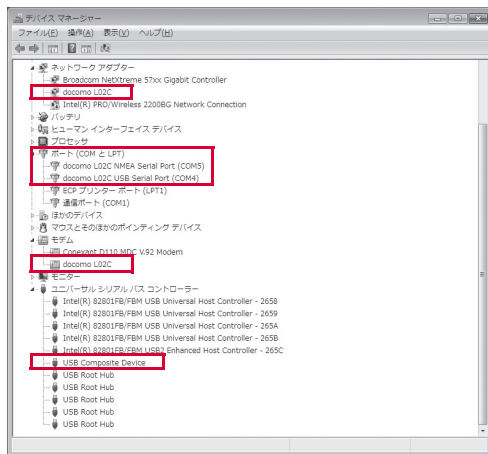 デバイス マネージャー
ファイル(F) 操作(A) 表示(V) ヘルプ(H)
ネットワーク アダプター
Broadcom NetXtreme 57xx Gigabit Controller
docomo L02C
Intel(R) PRO/Wireless 2200BG Network Connection
バッテリ
ヒューマン インターフェイス デバイス
プロセッサ
ポート (COM と LPT)
docomo L02C NMEA Serial Port (COM5)
docomo L02C USB Serial Port (COM4)
ECP プリンター ポート (LPT1)
通信ポート (COM1)
ほかのデバイス
マウスとそのほかのポインティング デバイス
モデム
Conexant D110 MDC V.92 Modem
docomo L02C
モニター
ユニバーサル シリアル バス コントローラー
Intel(R) 82801FB/FBM USB Universal Host Controller - 2658
Intel(R) 82801FB/FBM USB Universal Host Controller - 2659
Intel(R) 82801FB/FBM USB Universal Host Controller - 265A
Intel(R) 82801FB/FBM USB Universal Host Controller - 265B
Intel(R) 82801FB/FBM USB2 Enhanced Host Controller - 265C
USB Composite Device
USB Root Hub
USB Root Hub
USB Root Hub
USB Root Hub
USB Root Hub